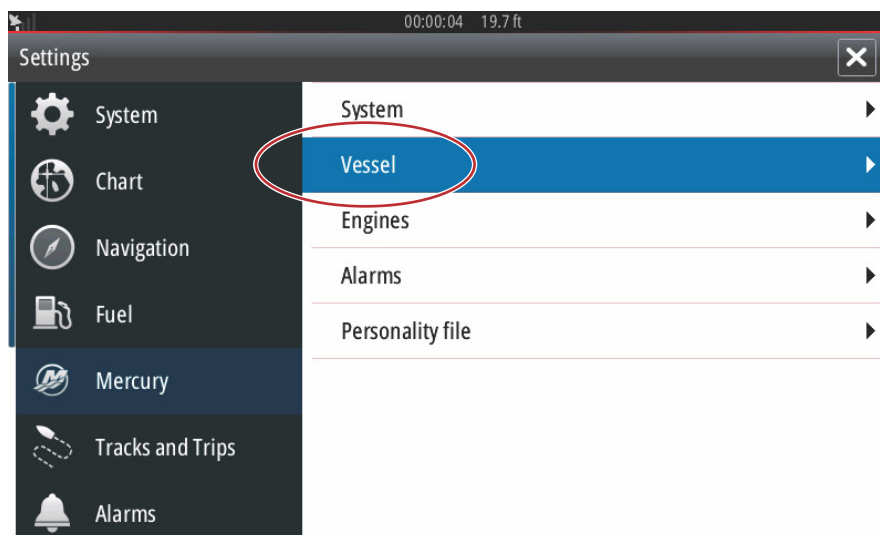 00:00:04 19.7 ft
Settings
System
Chart
Navigation
Fuel
Mercury
Tracks and Trips
Alarms
System
Vessel
Engines
Alarms
Personality file